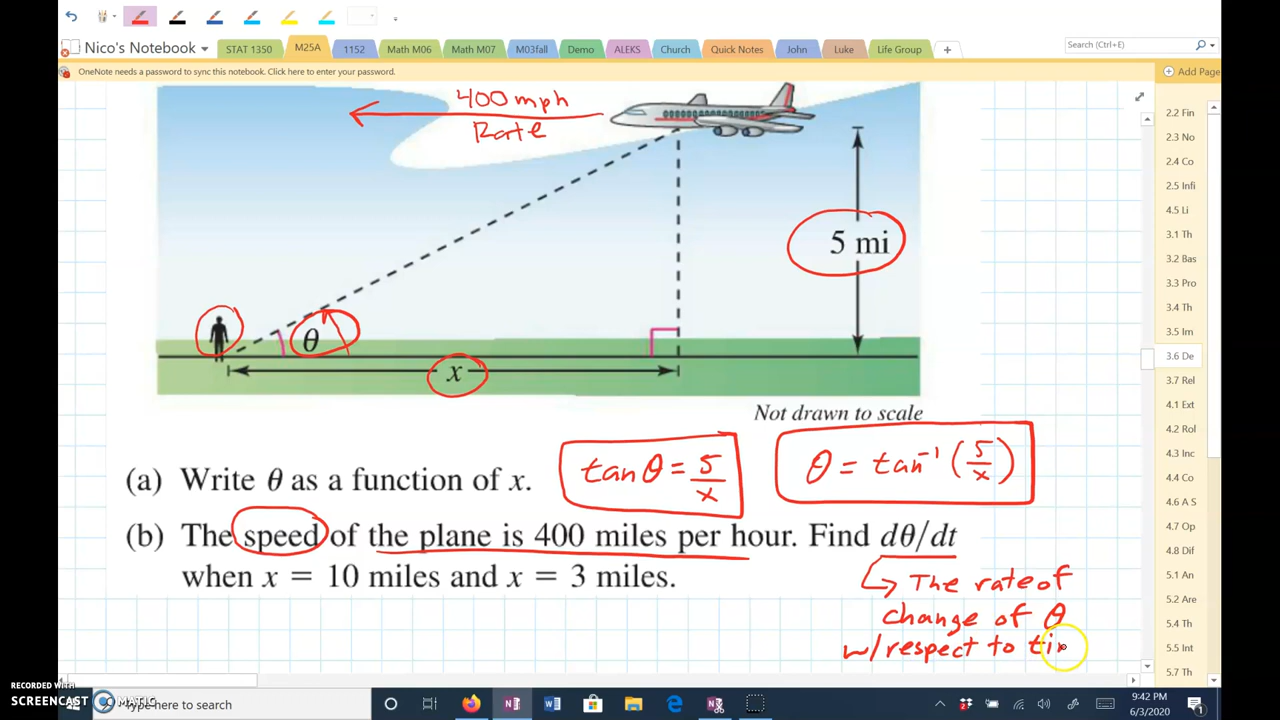 Nico's Notebook
STAT 1350
M25A
1152
Math M06
Math M07
M03fall
Demo
ALEKS
Church
Quick Notes
John
Luke
Life Group
+
Search (Ctrl+E)
OneNote needs a password to sync this notebook. Click here to enter your password.
Add Page
400 mph
Rate
5 mi
θ
x
Not drawn to scale
(a) Write θ as a function of x.
tan θ = 5/x
θ = tan⁻¹ (5/x)
(b) The speed of the plane is 400 miles per hour. Find dθ/dt
when x = 10 miles and x = 3 miles.
The rate of
change of θ
w/respect to
2.2 Fin
2.3 No
2.4 Co
2.5 Infi
4.5 Li
3.1 Th
3.2 Bas
3.3 Pro
3.4 Th
3.5 Im
3.6 De
3.7 Rel
4.1 Ext
4.2 Rol
4.3 Inc
4.4 Co
4.6 A S
4.7 Op
4.8 Dif
5.1 An
5.2 Are
5.4 Th
5.5 Int
5.7 Th
RECORDED WITH
SCREENCAST MATIC
Type here to search
9:42 PM
6/3/2020